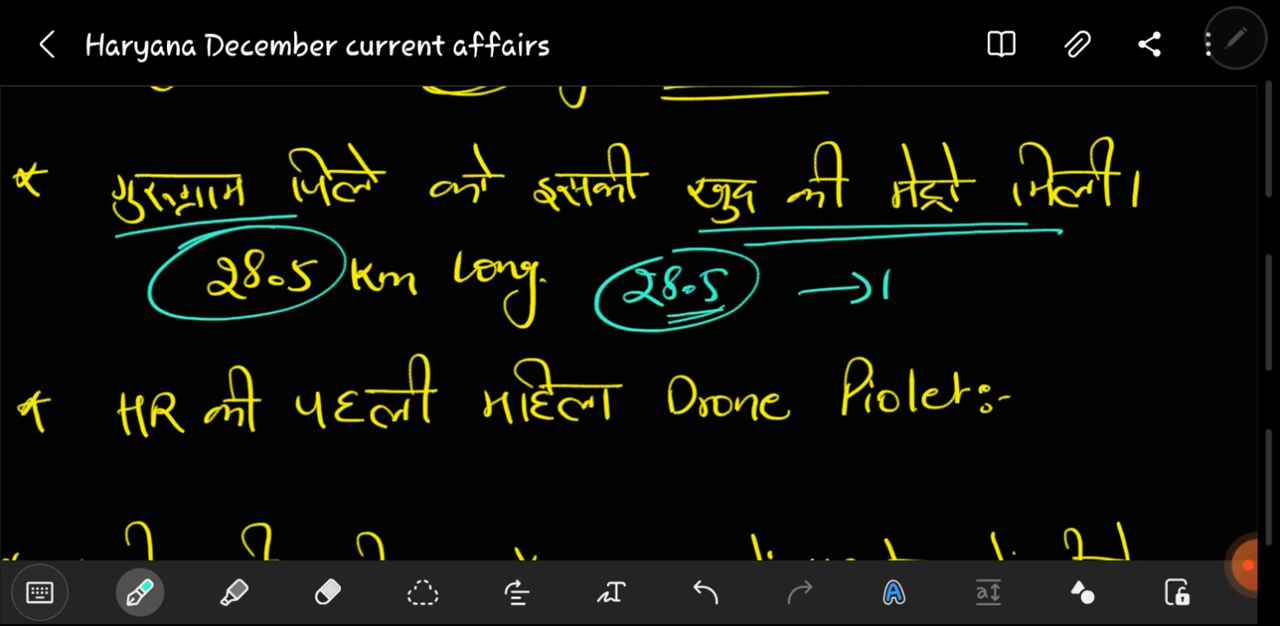 Haryana December current affairs
* गुरुग्राम जिले को इसकी खुद की मेट्रो मिली।
28.5 Km Long. 28.5 →1
* HR की पहली महिला Drone Piolet:-